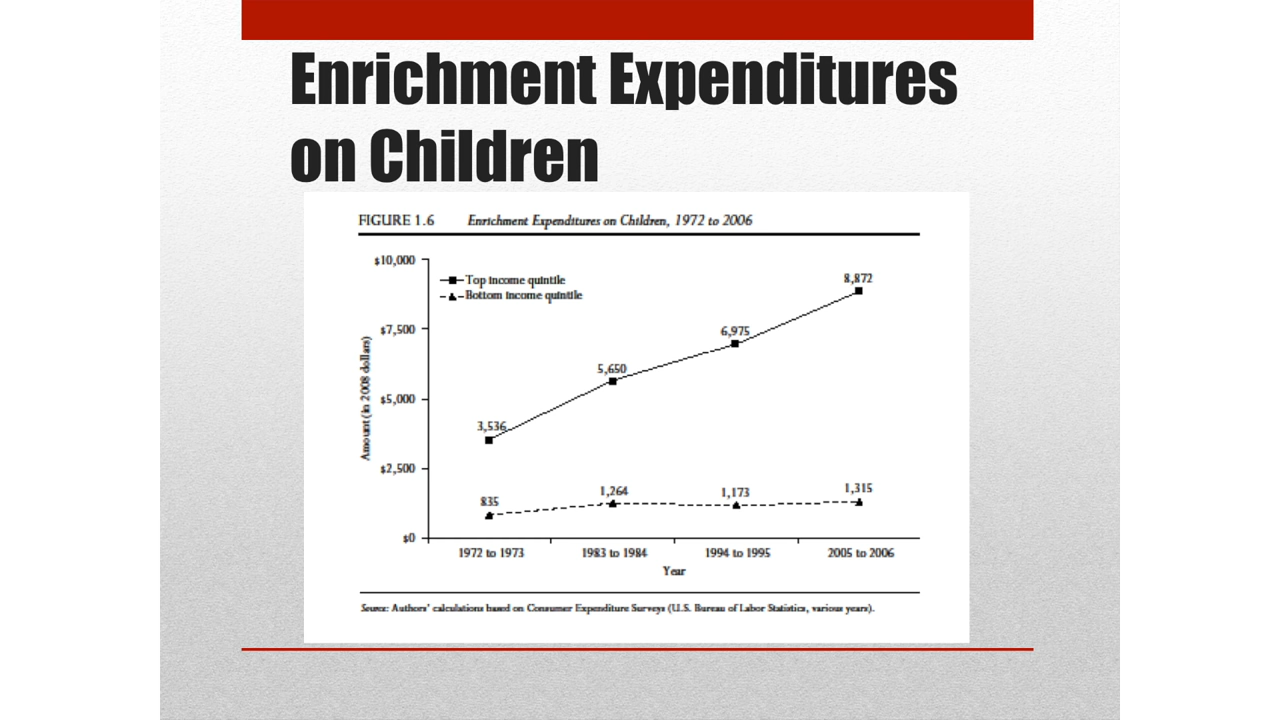 Enrichment Expenditures
on Children
FIGURE 1.6 Enrichment Expenditures on Children, 1972 to 2006
$10,000
Top income quintile
Bottom income quintile
8,872
$7,500
6,975
5,650
$5,000
3,536
$2,500
1,264
1,173
1,315
835
$0
Amount (in 2008 dollars)
1972 to 1973 1983 to 1984 1994 to 1995 2005 to 2006
Year
Source: Authors' calculations based on Consumer Expenditure Surveys (U.S. Bureau of Labor Statistics, various years).